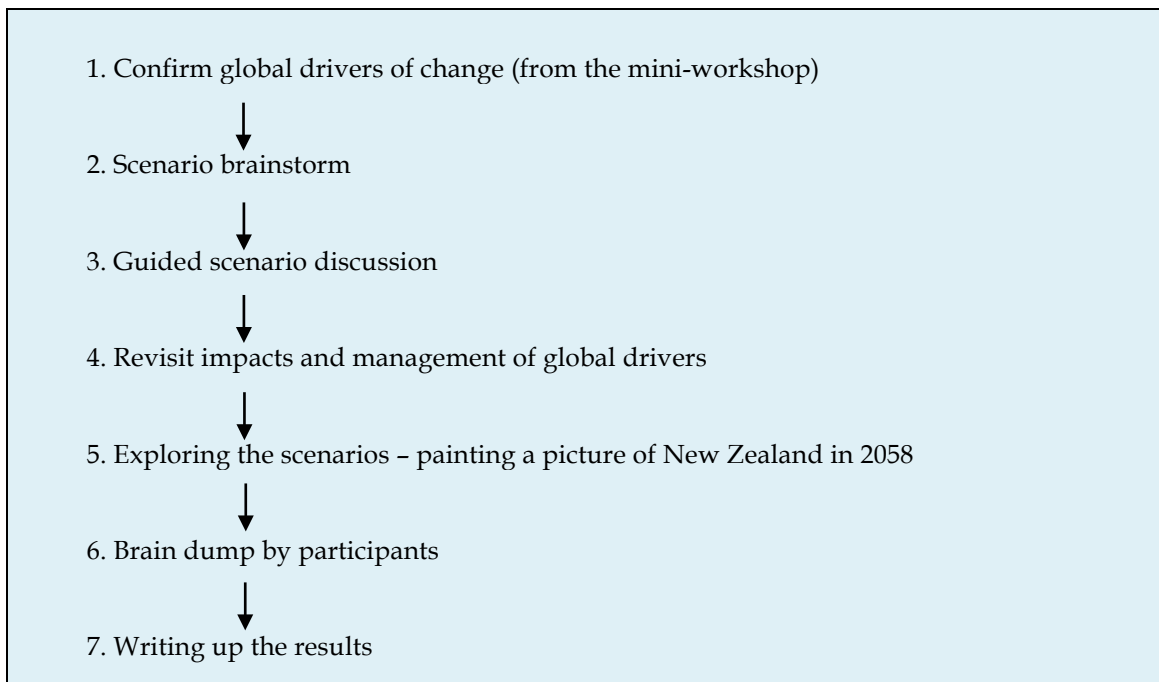 1. Confirm global drivers of change (from the mini-workshop)
2. Scenario brainstorm
3. Guided scenario discussion
4. Revisit impacts and management of global drivers
5. Exploring the scenarios – painting a picture of New Zealand in 2058
6. Brain dump by participants
7. Writing up the results